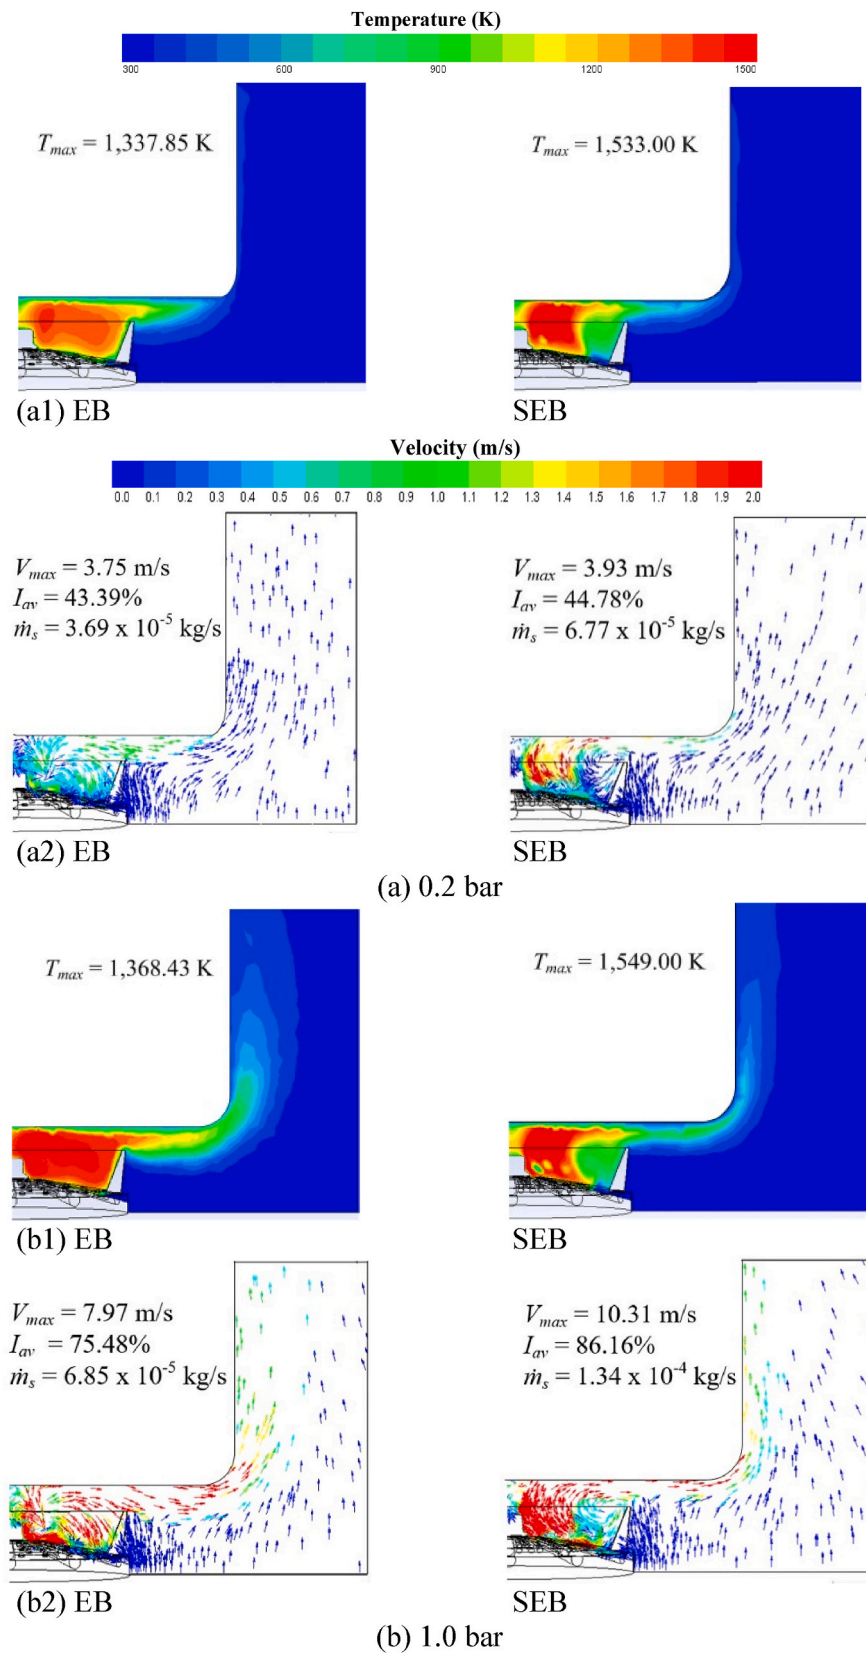 Temperature (K)
300 600 900 1200 1500
T_max = 1,337.85 K
T_max = 1,533.00 K
(a1) EB
SEB
Velocity (m/s)
0.0 0.1 0.2 0.3 0.4 0.5 0.6 0.7 0.8 0.9 1.0 1.1 1.2 1.3 1.4 1.5 1.6 1.7 1.8 1.9 2.0
V_max = 3.75 m/s
I_av = 43.39%
ṁ_s = 3.69 x 10^-5 kg/s
V_max = 3.93 m/s
I_av = 44.78%
ṁ_s = 6.77 x 10^-5 kg/s
(a2) EB
SEB
(a) 0.2 bar
T_max = 1,368.43 K
T_max = 1,549.00 K
(b1) EB
SEB
V_max = 7.97 m/s
I_av = 75.48%
ṁ_s = 6.85 x 10^-5 kg/s
V_max = 10.31 m/s
I_av = 86.16%
ṁ_s = 1.34 x 10^-4 kg/s
(b2) EB
SEB
(b) 1.0 bar